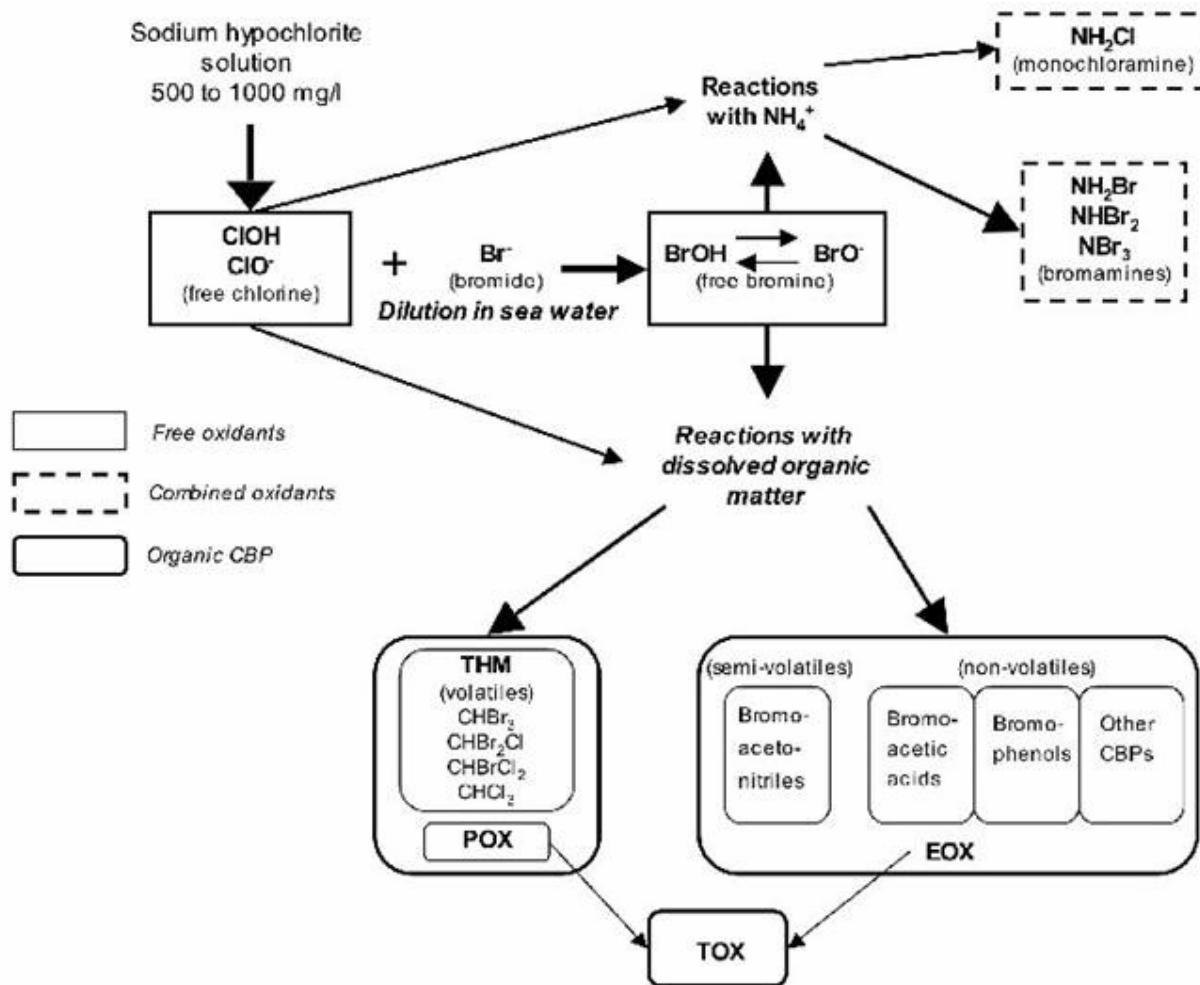 Sodium hypochlorite
solution
500 to 1000 mg/l
NH₂Cl
(monochloramine)
Reactions
with NH₄⁺
NH₂Br
NHBr₂
NBr₃
(bromamines)
ClOH
ClO⁻
(free chlorine)
+
Br⁻
(bromide)
Dilution in sea water
BrOH BrO⁻
(free bromine)
Free oxidants
Combined oxidants
Organic CBP
Reactions with
dissolved organic
matter
THM
(volatiles)
CHBr₃
CHBr₂Cl
CHBrCl₂
CHCl₃
POX
(semi-volatiles) (non-volatiles)
Bromo-
aceto-
nitriles
Bromo-
acetic
acids
Bromo-
phenols
Other
CBPs
EOX
TOX